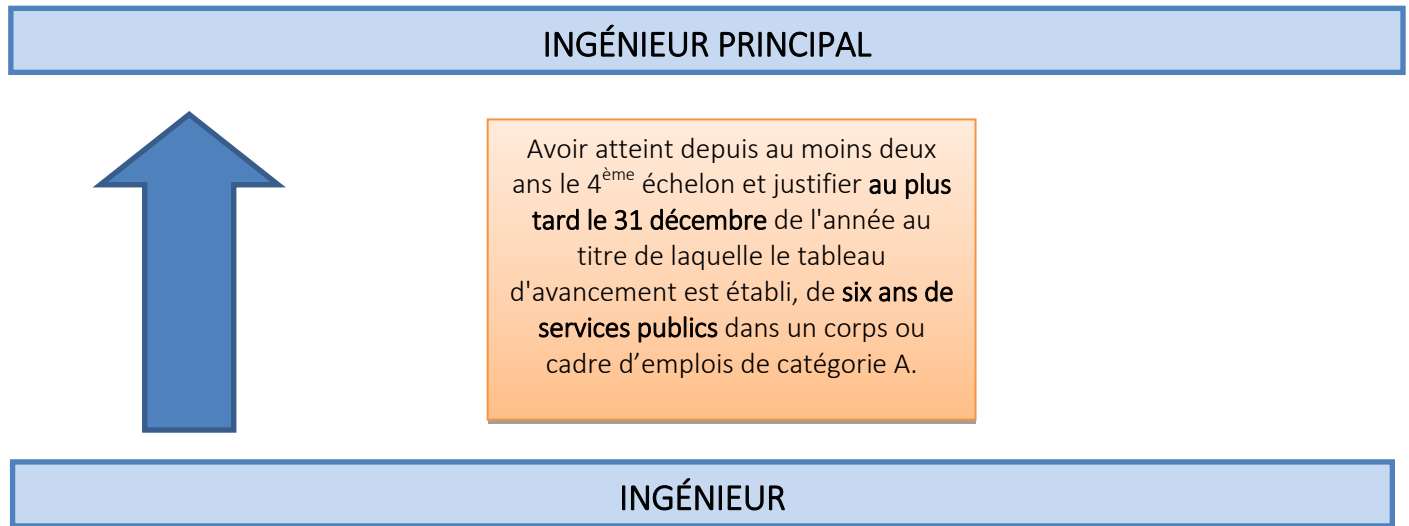 INGÉNIEUR PRINCIPAL
Avoir atteint depuis au moins deux
ans le 4ème échelon et justifier au plus
tard le 31 décembre de l'année au
titre de laquelle le tableau
d'avancement est établi, de six ans de
services publics dans un corps ou
cadre d’emplois de catégorie A.
INGÉNIEUR